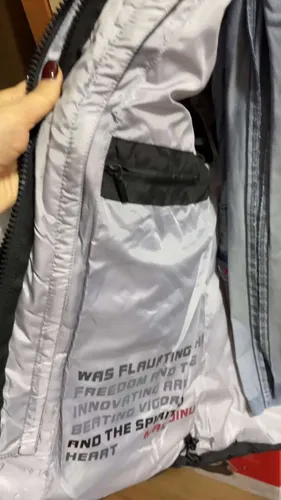 WAS FLAUNTING
FREEDOM AND
INNOVATING
BEATING VIGOR
AND THE SPIRIT
HEART